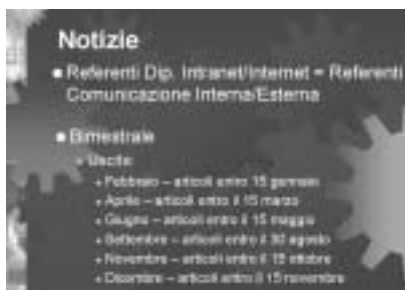 Notizie
Referenti Dip. Intranet/Internet = Referenti
Comunicazione Interna/Esterna
Bimestrale
Uscite:
Febbraio – articoli entro 15 gennaio
Aprile – articoli entro il 15 marzo
Giugno – articoli entro il 15 maggio
Settembre – articoli entro il 30 agosto
Novembre – articoli entro il 15 ottobre
Dicembre – articoli entro il 15 novembre